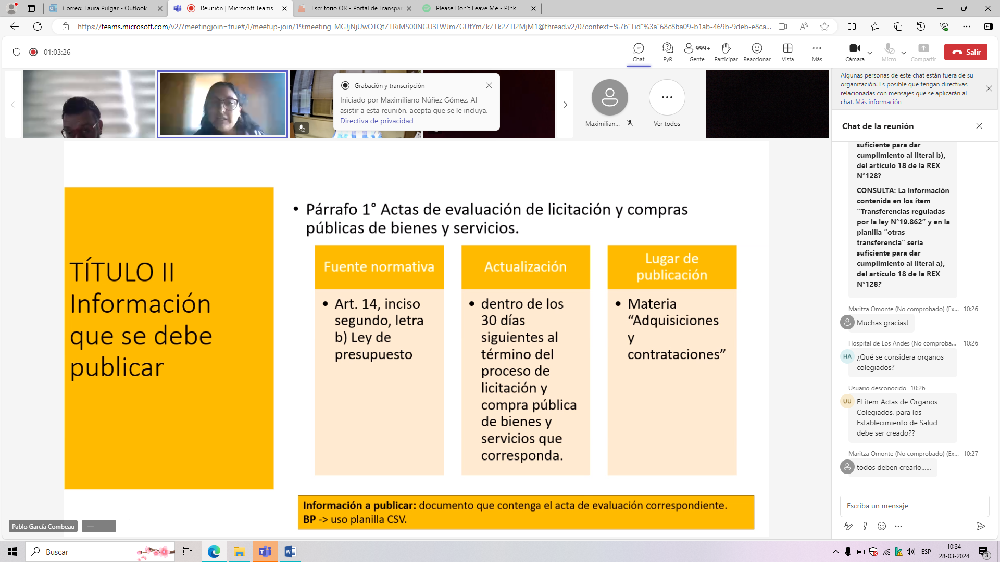 Correo: Laura Pulgar - Outlook
Reunión | Microsoft Teams
Escritorio OR - Portal de Transpa
Please Don't Leave Me • P!nk
https://teams.microsoft.com/v2/?meetingjoin=true#/l/meetup-join/19:meeting_MGJjNjUwOTQtZTRiMS00NGU3LWJmZGUtYmZkZTk2ZTI2MjM1@thread.v2/0?context=%7b"Tid"%3a"68c8ba09-b1ab-469b-9deb-e8ca...
01:03:26
Chat
PyR
999+
Gente
Participar
Reaccionar
Vista
Más
Cámara
Micro
Compartir
Salir
Grabación y transcripción
Iniciado por Maximiliano Núñez Gómez. Al
asistir a esta reunión, acepta que se le incluya.
Directiva de privacidad
Maximilian...
Ver todos
TÍTULO II
Información
que se debe
publicar
• Párrafo 1° Actas de evaluación de licitación y compras
públicas de bienes y servicios.
Fuente normativa
• Art. 14, inciso
segundo, letra
b) Ley de
presupuesto
Actualización
• dentro de los
30 días
siguientes al
término del
proceso de
licitación y
compra pública
de bienes y
servicios que
corresponda.
Lugar de
publicación
• Materia
“Adquisiciones
y
contrataciones”
Información a publicar: documento que contenga el acta de evaluación correspondiente.
BP -> uso planilla CSV.
Pablo García Combeau
Algunas personas de este chat están fuera de su
organización. Es posible que tengan directivas
relacionadas con mensajes que se aplicarán al
chat. Más información
Chat de la reunión
suficiente para dar
cumplimiento al literal b),
del artículo 18 de la REX
N°128?
CONSULTA: La información
contenida en los ítem
“Transferencias reguladas
por la ley N°19.862” y en la
planilla “otras
transferencia” sería
suficiente para dar
cumplimiento al literal a),
del artículo 18 de la REX
N°128?
Maritza Omonte (No comprobado) (Ex... 10:26
Muchas gracias!
Hospital de Los Andes (No comproba... 10:26
HA
¿Qué se considera organos
colegiados?
Usuario desconocido 10:26
UU
El item Actas de Organos
Colegiados, para los
Establecimiento de Salud
debe ser creado??
Maritza Omonte (No comprobado) (Ex... 10:27
todos deben crearlo......
Escriba un mensaje
Buscar
ESP
10:34
28-03-2024
3